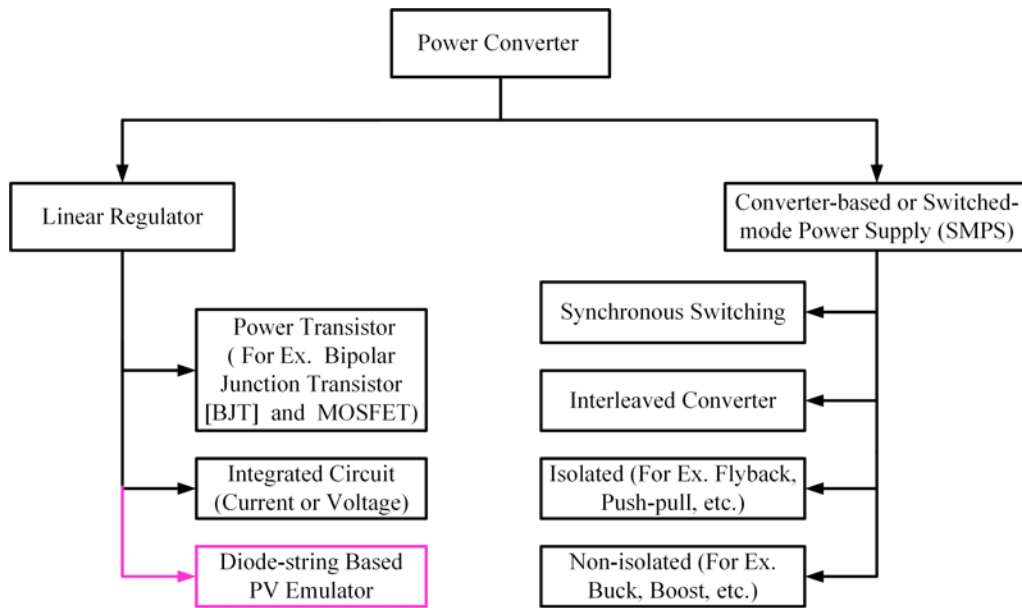 Power Converter
Linear Regulator
Converter-based or Switched-
mode Power Supply (SMPS)
Power Transistor
( For Ex. Bipolar
Junction Transistor
[BJT] and MOSFET)
Integrated Circuit
(Current or Voltage)
Diode-string Based
PV Emulator
Synchronous Switching
Interleaved Converter
Isolated (For Ex. Flyback,
Push-pull, etc.)
Non-isolated (For Ex.
Buck, Boost, etc.)